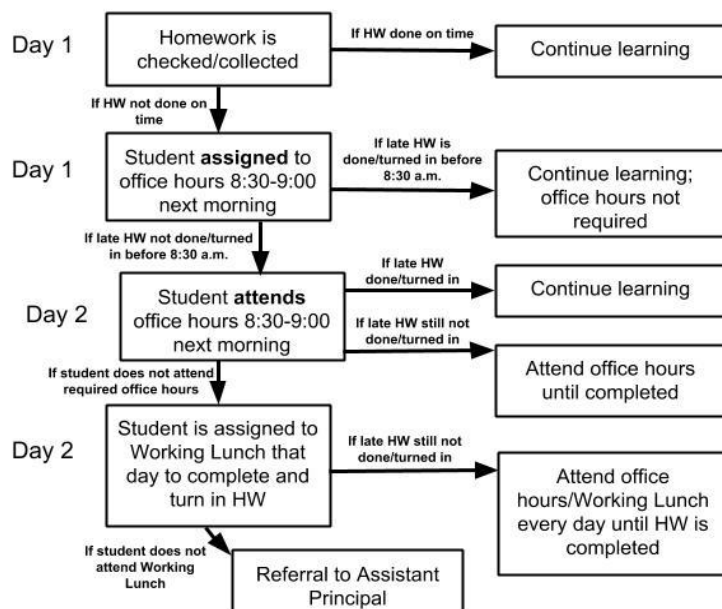 Day 1
Homework is
checked/collected
If HW done on time
Continue learning
If HW not done on
time
Day 1
Student assigned to
office hours 8:30-9:00
next morning
If late HW is
done/turned in before
8:30 a.m.
Continue learning;
office hours not
required
If late HW not done/turned
in before 8:30 a.m.
Day 2
Student attends
office hours 8:30-9:00
next morning
If late HW
done/turned in
Continue learning
If late HW still not
done/turned in
Attend office hours
until completed
If student does not attend
required office hours
Day 2
Student is assigned to
Working Lunch that
day to complete and
turn in HW
If late HW still not
done/turned in
Attend office
hours/Working Lunch
every day until HW is
completed
If student does not
attend Working
Lunch
Referral to Assistant
Principal